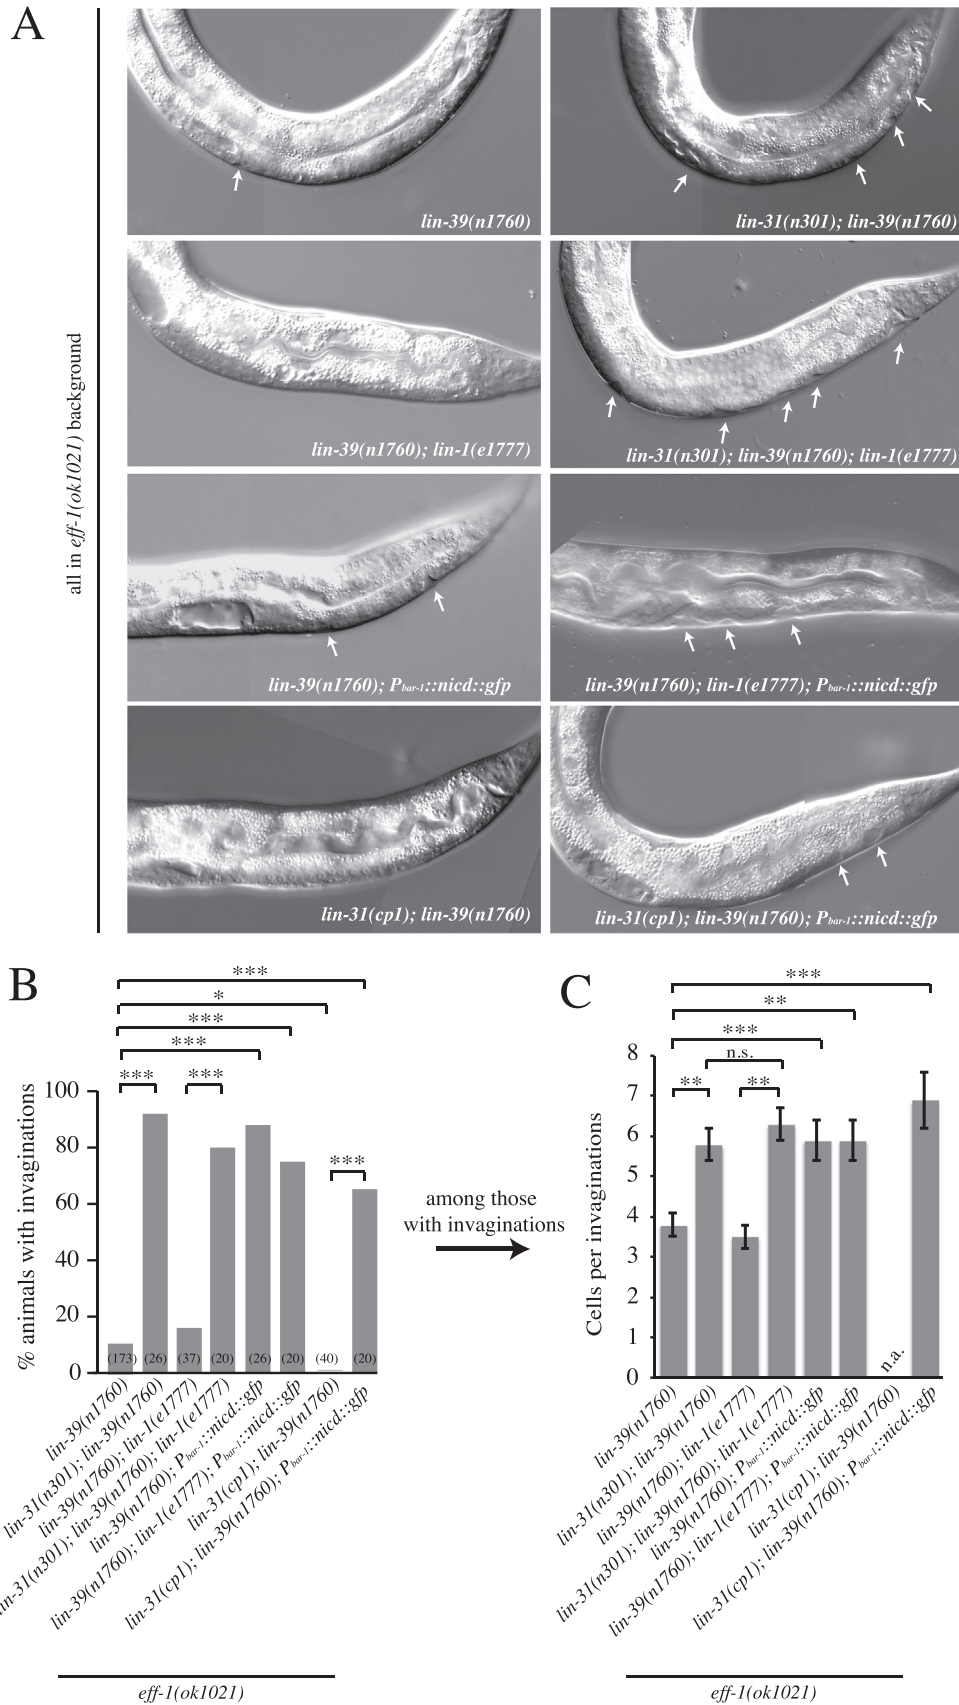 A
all in eff-1(ok1021) background
lin-39(n1760)
lin-31(n301); lin-39(n1760)
lin-39(n1760); lin-1(e1777)
lin-31(n301); lin-39(n1760); lin-1(e1777)
lin-39(n1760); Pbar-1::nicd::gfp
lin-39(n1760); lin-1(e1777); Pbar-1::nicd::gfp
lin-31(cp1); lin-39(n1760)
lin-31(cp1); lin-39(n1760); Pbar-1::nicd::gfp
B
***
*
***
***
***
***
***
% animals with invaginations
100
80
60
40
20
0
(173)
(26)
(37)
(20)
(26)
(20)
(40)
(20)
lin-39(n1760)
lin-31(n301); lin-39(n1760)
lin-39(n1760); lin-1(e1777)
lin-31(n301); lin-39(n1760); lin-1(e1777)
lin-39(n1760); Pbar-1::nicd::gfp
lin-39(n1760); lin-1(e1777); Pbar-1::nicd::gfp
lin-31(cp1); lin-39(n1760)
lin-31(cp1); lin-39(n1760); Pbar-1::nicd::gfp
eff-1(ok1021)
among those
with invaginations
C
***
**
***
n.s.
**
**
Cells per invaginations
8
7
6
5
4
3
2
1
0
n.a.
lin-39(n1760)
lin-31(n301); lin-39(n1760)
lin-39(n1760); lin-1(e1777)
lin-31(n301); lin-39(n1760); lin-1(e1777)
lin-39(n1760); Pbar-1::nicd::gfp
lin-39(n1760); lin-1(e1777); Pbar-1::nicd::gfp
lin-31(cp1); lin-39(n1760)
lin-31(cp1); lin-39(n1760); Pbar-1::nicd::gfp
eff-1(ok1021)